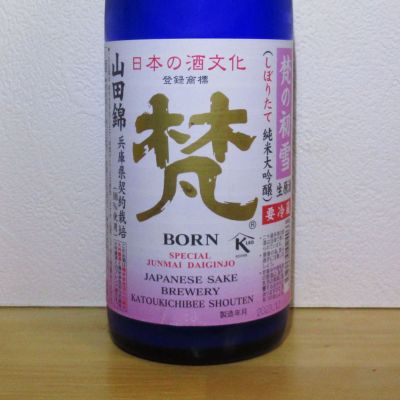 日本の酒文化
登録商標
梵
®
BORN
SPECIAL
JUNMAI DAIGINJO
JAPANESE SAKE
BREWERY
KATOUKICHIBEE SHOUTEN
製造年月
梵の初雪
(しぼりたて 純米大吟醸)
生原酒
要冷蔵
山田錦
兵庫県契約栽培
K